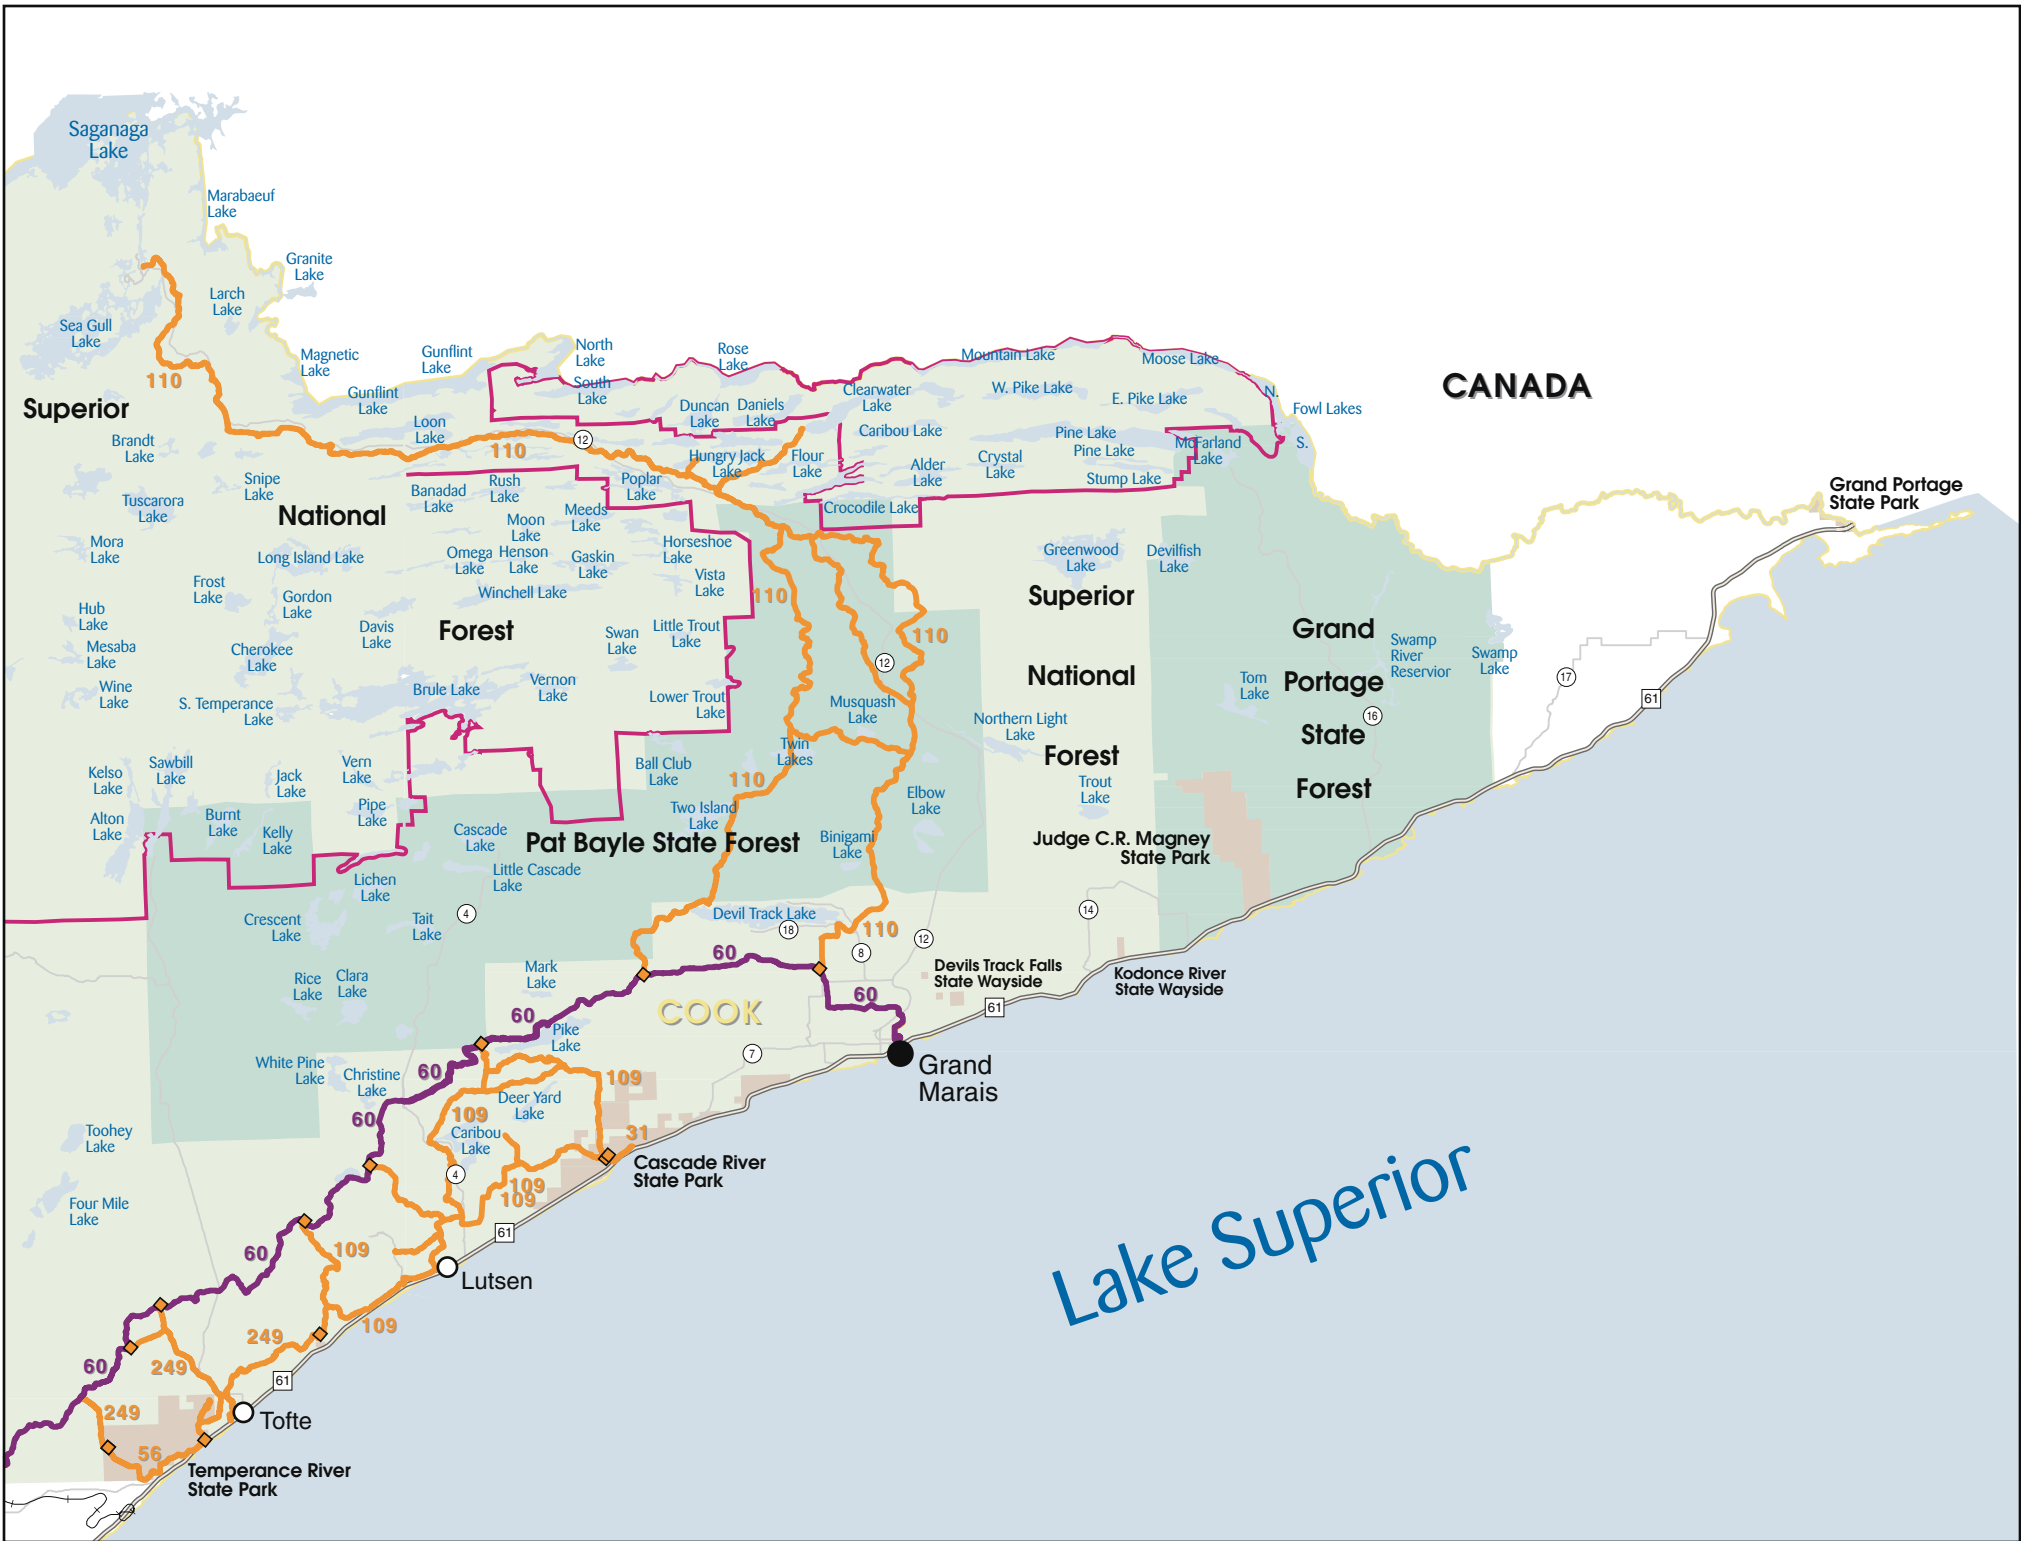 Saganaga
Lake
Marabaeuf
Lake
Granite
Lake
Larch
Lake
Sea Gull
Lake
Magnetic
Lake
Gunflint
Lake
Gunflint
Lake
North
Lake
South
Lake
Rose
Lake
Mountain Lake
Moose Lake
CANADA
110
Superior
Loon
Lake
Duncan
Lake
Daniels
Lake
Clearwater
Lake
W. Pike Lake
E. Pike Lake
N.
Fowl Lakes
S.
Brandt
Lake
110
12
Caribou Lake
Pine Lake
Pine Lake
McFarland
Lake
Hungry Jack
Lake
Flour
Lake
Alder
Lake
Crystal
Lake
Stump Lake
Snipe
Lake
Banadad
Lake
Rush
Lake
Poplar
Lake
Crocodile Lake
Grand Portage
State Park
Tuscarora
Lake
National
Moon
Lake
Meeds
Lake
Mora
Lake
Long Island Lake
Omega
Lake
Henson
Lake
Gaskin
Lake
Horseshoe
Lake
Greenwood
Lake
Devilfish
Lake
Frost
Lake
Gordon
Lake
Winchell Lake
Vista
Lake
110
Superior
Hub
Lake
Davis
Lake
Forest
Swan
Lake
Little Trout
Lake
110
Grand
Mesaba
Lake
Cherokee
Lake
12
Swamp
River
Reservior
Swamp
Lake
17
Wine
Lake
S. Temperance
Lake
Brule Lake
Vernon
Lake
Lower Trout
Lake
Musquash
Lake
National
Tom
Lake
Portage
61
16
Northern Light
Lake
State
Kelso
Lake
Sawbill
Lake
Jack
Lake
Vern
Lake
Ball Club
Lake
Twin
Lakes
110
Forest
Trout
Lake
Forest
Alton
Lake
Burnt
Lake
Kelly
Lake
Pipe
Lake
Cascade
Lake
Two Island
Lake
Elbow
Lake
Pat Bayle State Forest
Binigami
Lake
Judge C.R. Magney
State Park
Little Cascade
Lake
Lichen
Lake
Crescent
Lake
Tait
Lake
4
Devil Track Lake
18
110
8
12
14
Rice
Lake
Clara
Lake
Mark
Lake
60
Devils Track Falls
State Wayside
Kodonce River
State Wayside
60
61
COOK
60
Pike
Lake
7
Grand
Marais
White Pine
Lake
Christine
Lake
60
109
Deer Yard
Lake
109
60
Caribou
Lake
31
Toohey
Lake
Cascade River
State Park
4
109
109
Four Mile
Lake
61
60
109
Lutsen
Lake Superior
109
249
60
249
61
249
Tofte
56
Temperance River
State Park